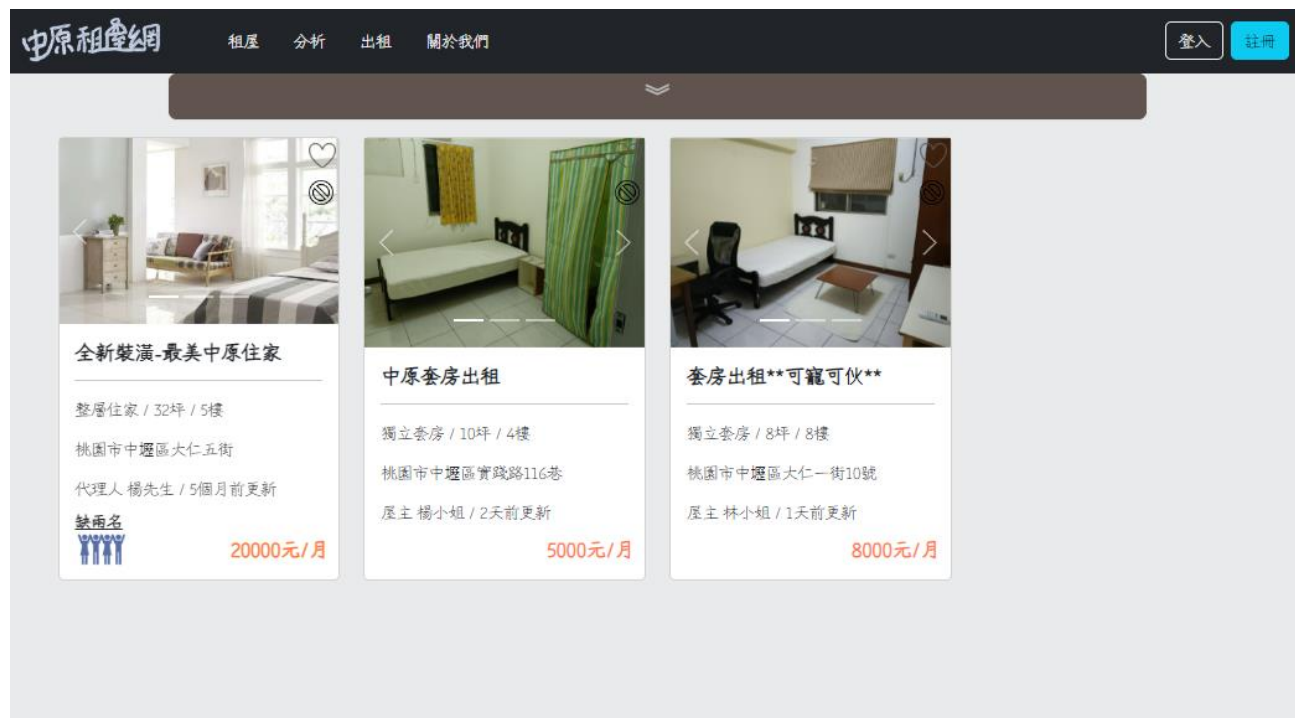 中原租屋網
租屋 分析 出租 關於我們
登入 註冊
全新裝潢-最美中原住家
整層住家 / 32坪 / 5樓
桃園市中壢區大仁五街
代理人 楊先生 / 5個月前更新
缺兩名
20000元/月
中原套房出租
獨立套房 / 10坪 / 4樓
桃園市中壢區實踐路116巷
屋主 楊小姐 / 2天前更新
5000元/月
套房出租**可寵可伙**
獨立套房 / 8坪 / 8樓
桃園市中壢區大仁一街10號
屋主 林小姐 / 1天前更新
8000元/月